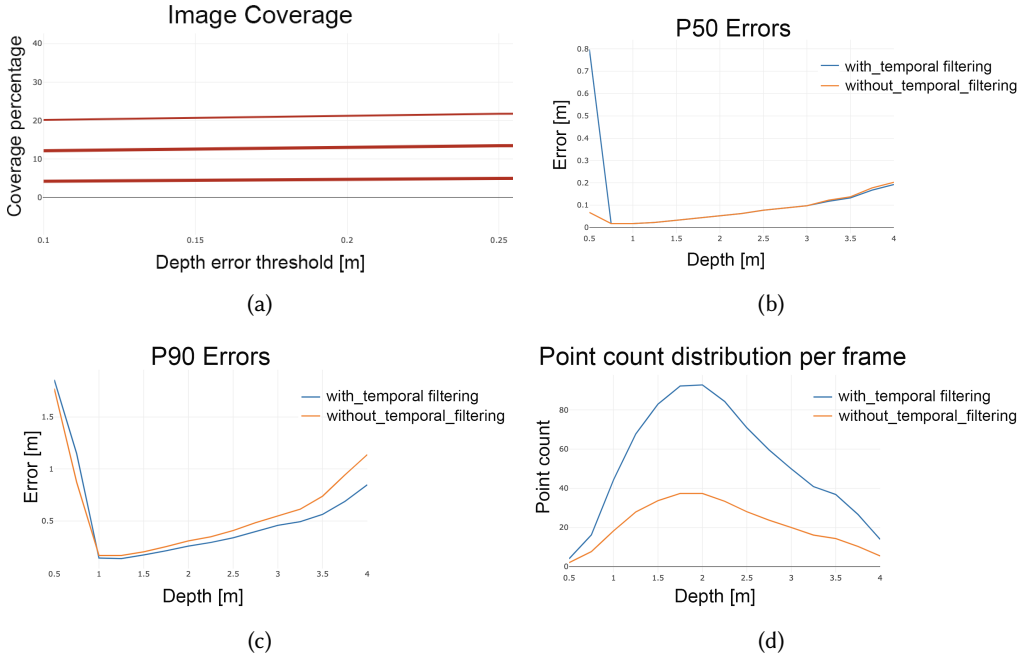 Image Coverage
Coverage percentage
40
30
20
10
0
0.1 0.15 0.2 0.25
Depth error threshold [m]
(a)
P50 Errors
with_temporal filtering
without_temporal_filtering
Error [m]
0.8
0.7
0.6
0.5
0.4
0.3
0.2
0.1
0
0.5 1 1.5 2 2.5 3 3.5 4
Depth [m]
(b)
P90 Errors
with_temporal filtering
without_temporal_filtering
Error [m]
1.5
1
0.5
0.5 1 1.5 2 2.5 3 3.5 4
Depth [m]
(c)
Point count distribution per frame
with_temporal filtering
without_temporal_filtering
Point count
80
60
40
20
0
0.5 1 1.5 2 2.5 3 3.5 4
Depth [m]
(d)